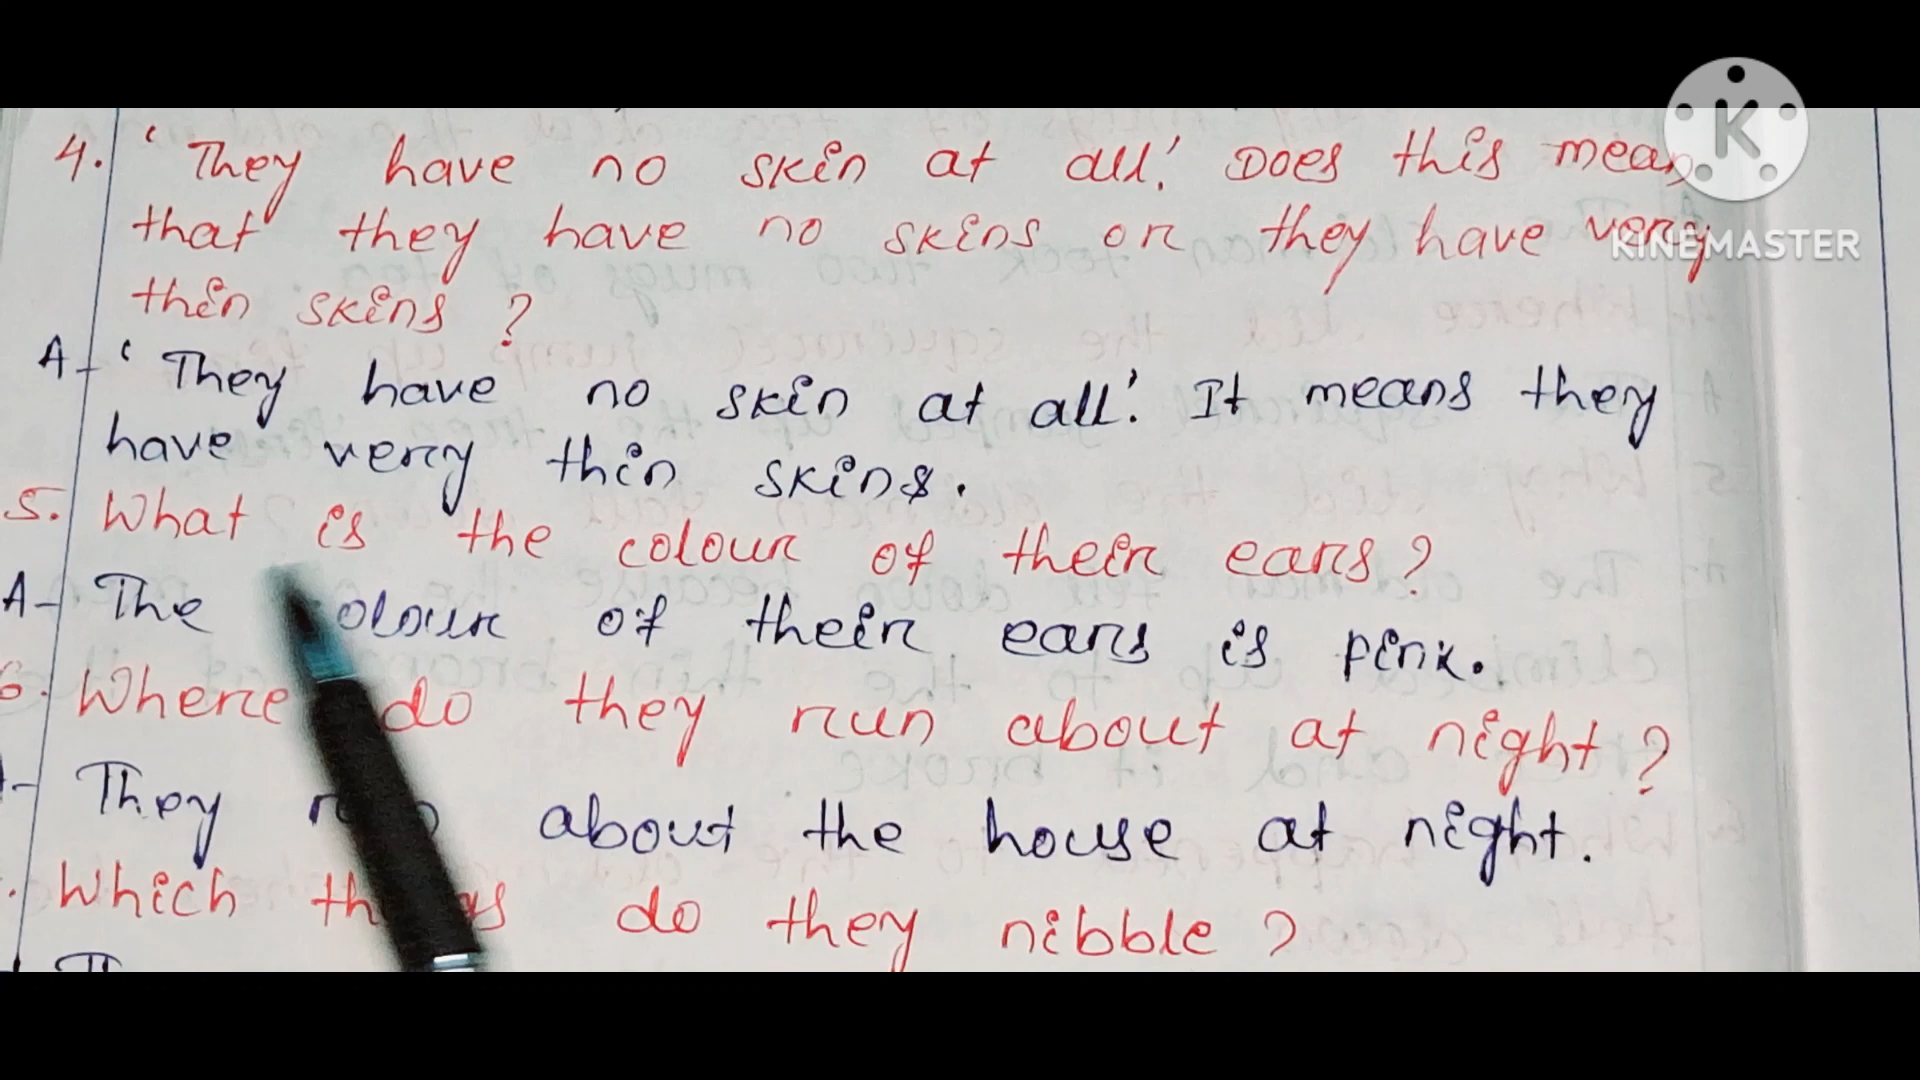 4. 'They have no skin at all'. Does this mean
that they have no skins or they have very
thin skins?
A- 'They have no skin at all'. It means they
have very thin skins.
5. What is the colour of their ears?
A- The colour of their ears is pink.
6. Where do they run about at night?
A- They run about the house at night.
Which things do they nibble?
K
KINEMASTER